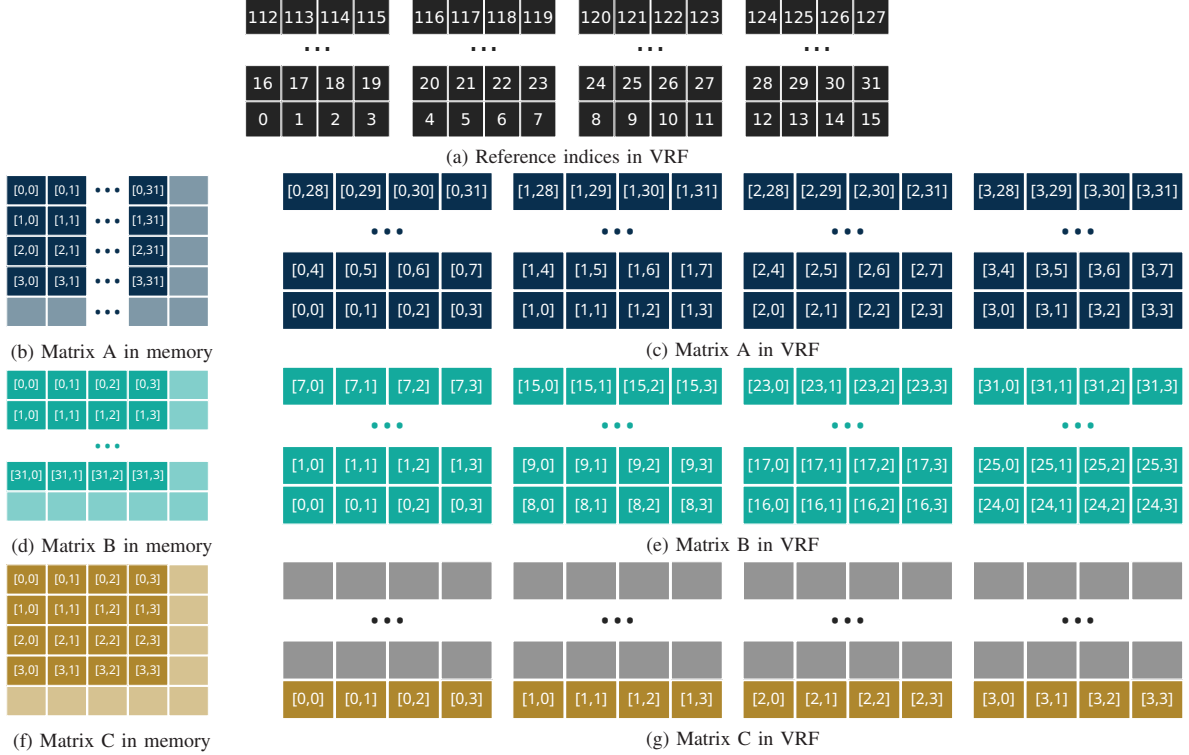 112 113 114 115 116 117 118 119 120 121 122 123 124 125 126 127
...
16 17 18 19 20 21 22 23 24 25 26 27 28 29 30 31
0 1 2 3 4 5 6 7 8 9 10 11 12 13 14 15
(a) Reference indices in VRF
[0,0] [0,1] ... [0,31]
[1,0] [1,1] ... [1,31]
[2,0] [2,1] ... [2,31]
[3,0] [3,1] ... [3,31]
...
(b) Matrix A in memory
[0,28] [0,29] [0,30] [0,31] [1,28] [1,29] [1,30] [1,31] [2,28] [2,29] [2,30] [2,31] [3,28] [3,29] [3,30] [3,31]
...
[0,4] [0,5] [0,6] [0,7] [1,4] [1,5] [1,6] [1,7] [2,4] [2,5] [2,6] [2,7] [3,4] [3,5] [3,6] [3,7]
[0,0] [0,1] [0,2] [0,3] [1,0] [1,1] [1,2] [1,3] [2,0] [2,1] [2,2] [2,3] [3,0] [3,1] [3,2] [3,3]
(c) Matrix A in VRF
[0,0] [0,1] [0,2] [0,3]
[1,0] [1,1] [1,2] [1,3]
...
[31,0] [31,1] [31,2] [31,3]
(d) Matrix B in memory
[7,0] [7,1] [7,2] [7,3] [15,0] [15,1] [15,2] [15,3] [23,0] [23,1] [23,2] [23,3] [31,0] [31,1] [31,2] [31,3]
...
[1,0] [1,1] [1,2] [1,3] [9,0] [9,1] [9,2] [9,3] [17,0] [17,1] [17,2] [17,3] [25,0] [25,1] [25,2] [25,3]
[0,0] [0,1] [0,2] [0,3] [8,0] [8,1] [8,2] [8,3] [16,0] [16,1] [16,2] [16,3] [24,0] [24,1] [24,2] [24,3]
(e) Matrix B in VRF
[0,0] [0,1] [0,2] [0,3]
[1,0] [1,1] [1,2] [1,3]
[2,0] [2,1] [2,2] [2,3]
[3,0] [3,1] [3,2] [3,3]
(f) Matrix C in memory
...
[0,0] [0,1] [0,2] [0,3] [1,0] [1,1] [1,2] [1,3] [2,0] [2,1] [2,2] [2,3] [3,0] [3,1] [3,2] [3,3]
(g) Matrix C in VRF